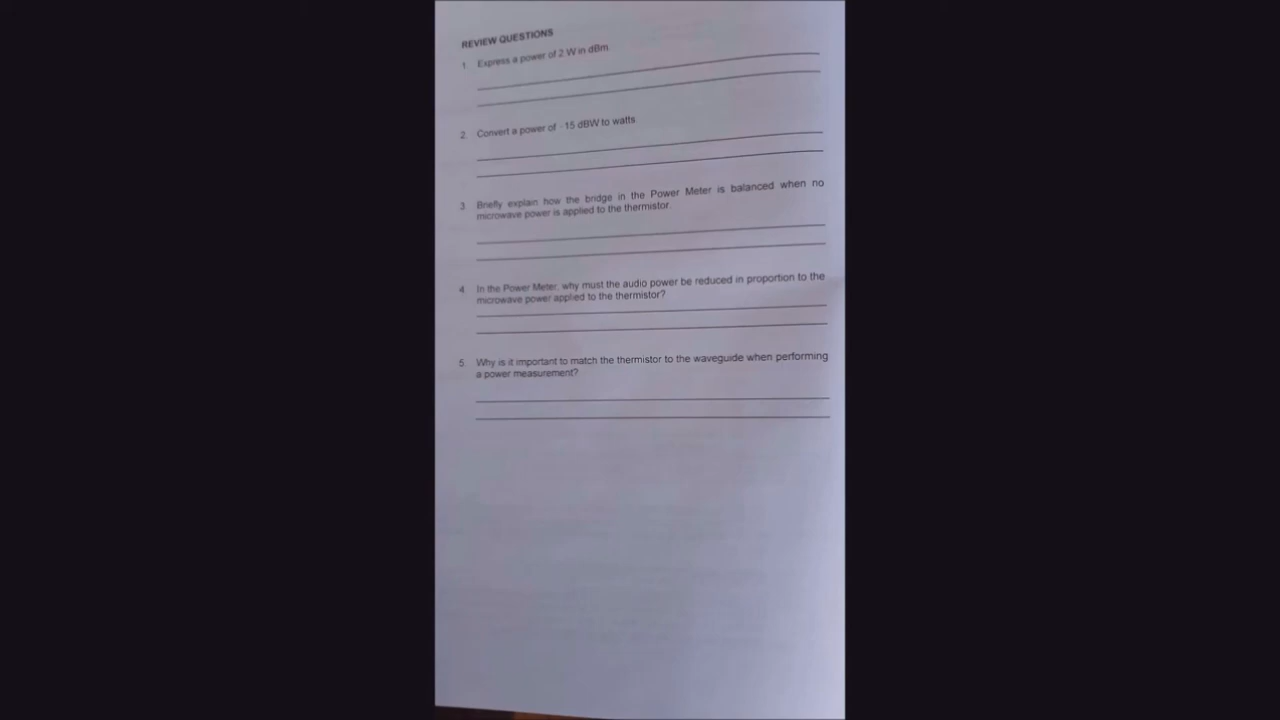 REVIEW QUESTIONS
1. Express a power of 2 W in dBm.
2. Convert a power of -15 dBW to watts.
3. Briefly explain how the bridge in the Power Meter is balanced when no
microwave power is applied to the thermistor.
4. In the Power Meter, why must the audio power be reduced in proportion to the
microwave power applied to the thermistor?
5. Why is it important to match the thermistor to the waveguide when performing
a power measurement?